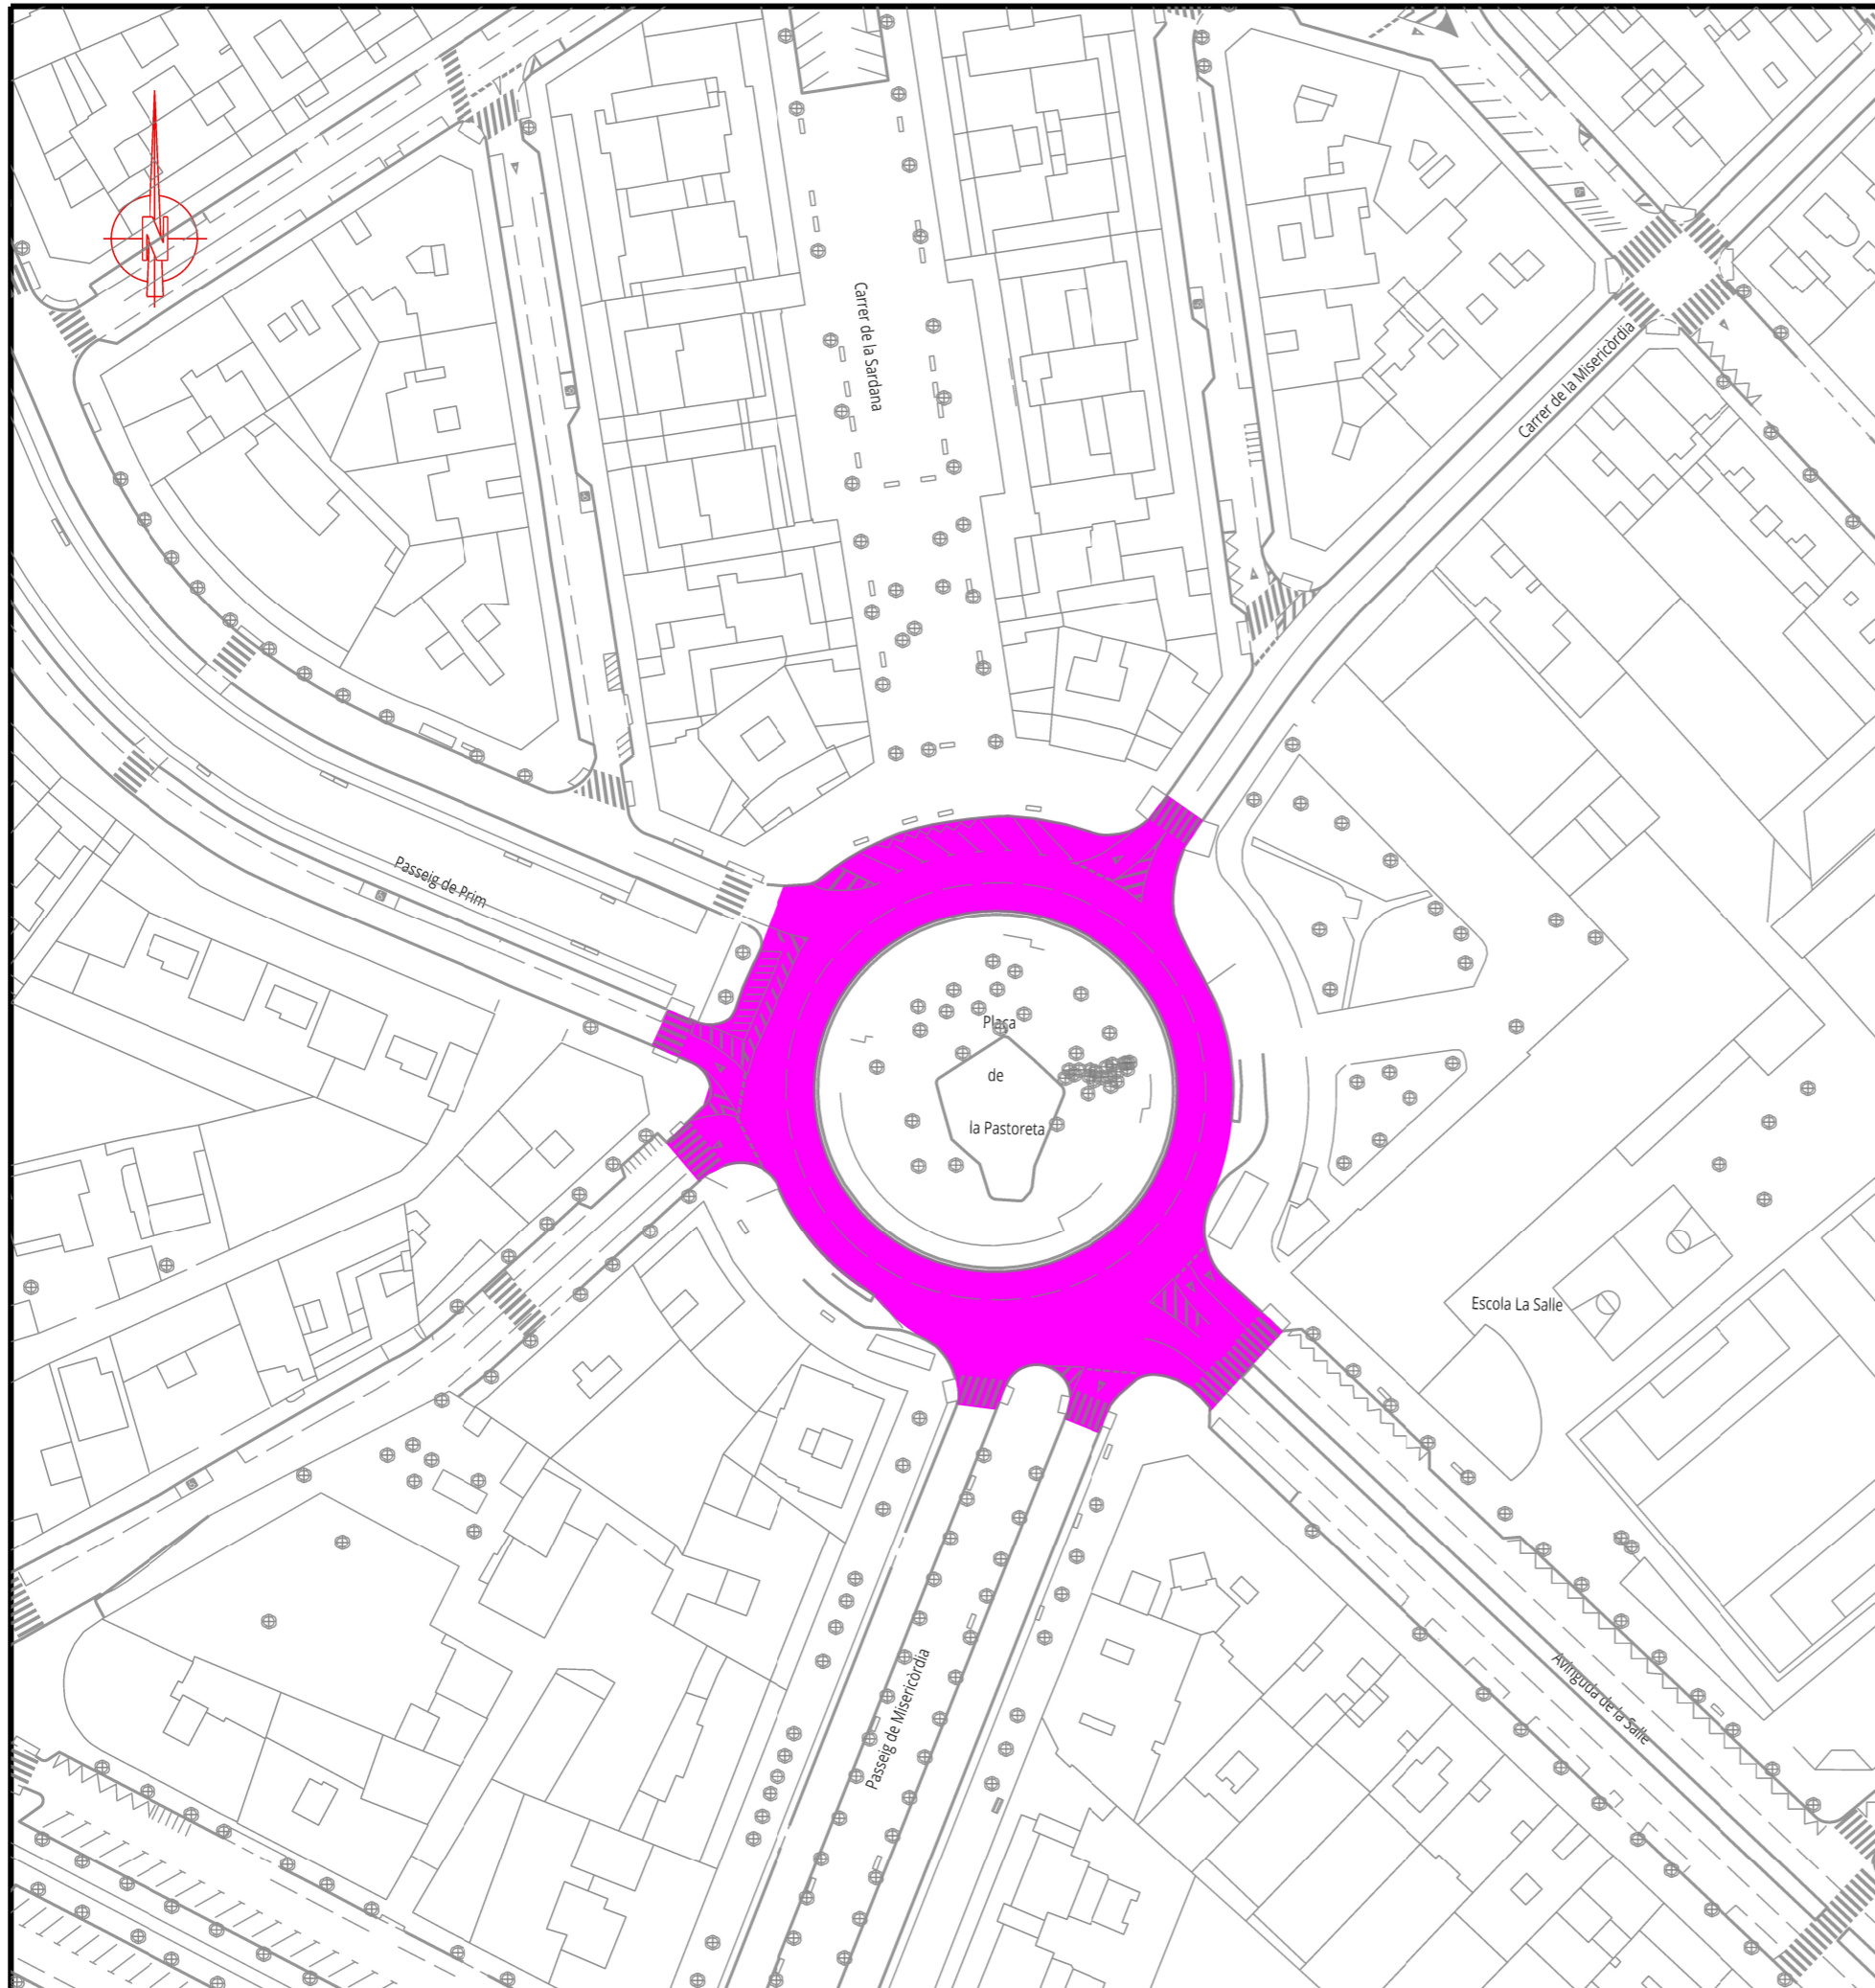 N
Carrer de la Sardana
Carrer de la Misericòrdia
Passeig de Prim
Plaça
de
la Pastoreta
Escola La Salle
Passeig de Misericòrdia
Avinguda de la Salle